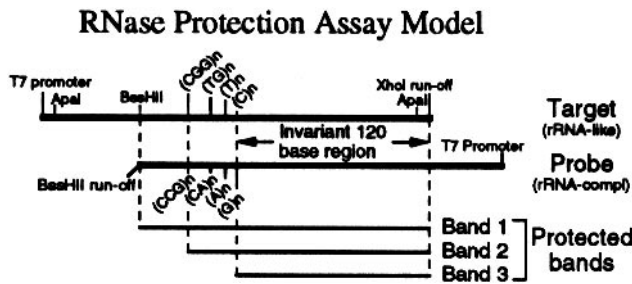 RNase Protection Assay Model
T7 promoter
ApaI
BssHII
(CGG)n
(TG)n
(T)n
(C)n
XhoI run-off
ApaI
Target
(rRNA-like)
Invariant 120
base region
T7 Promoter
Probe
(rRNA-compl)
BssHII run-off
(CCG)n
(CA)n
(A)n
(G)n
Band 1
Band 2
Band 3
Protected
bands